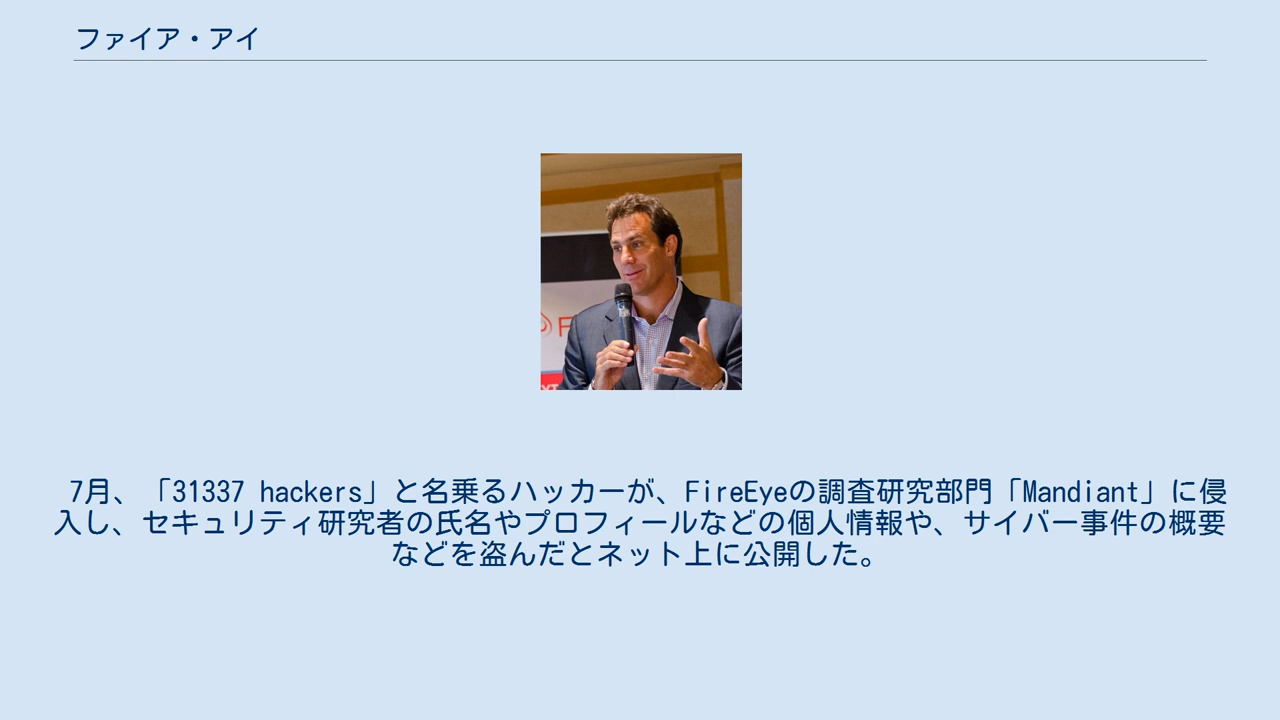 ファイア・アイ
F
7月、「31337 hackers」と名乗るハッカーが、FireEyeの調査研究部門「Mandiant」に侵
入し、セキュリティ研究者の氏名やプロフィールなどの個人情報や、サイバー事件の概要
などを盗んだとネット上に公開した。